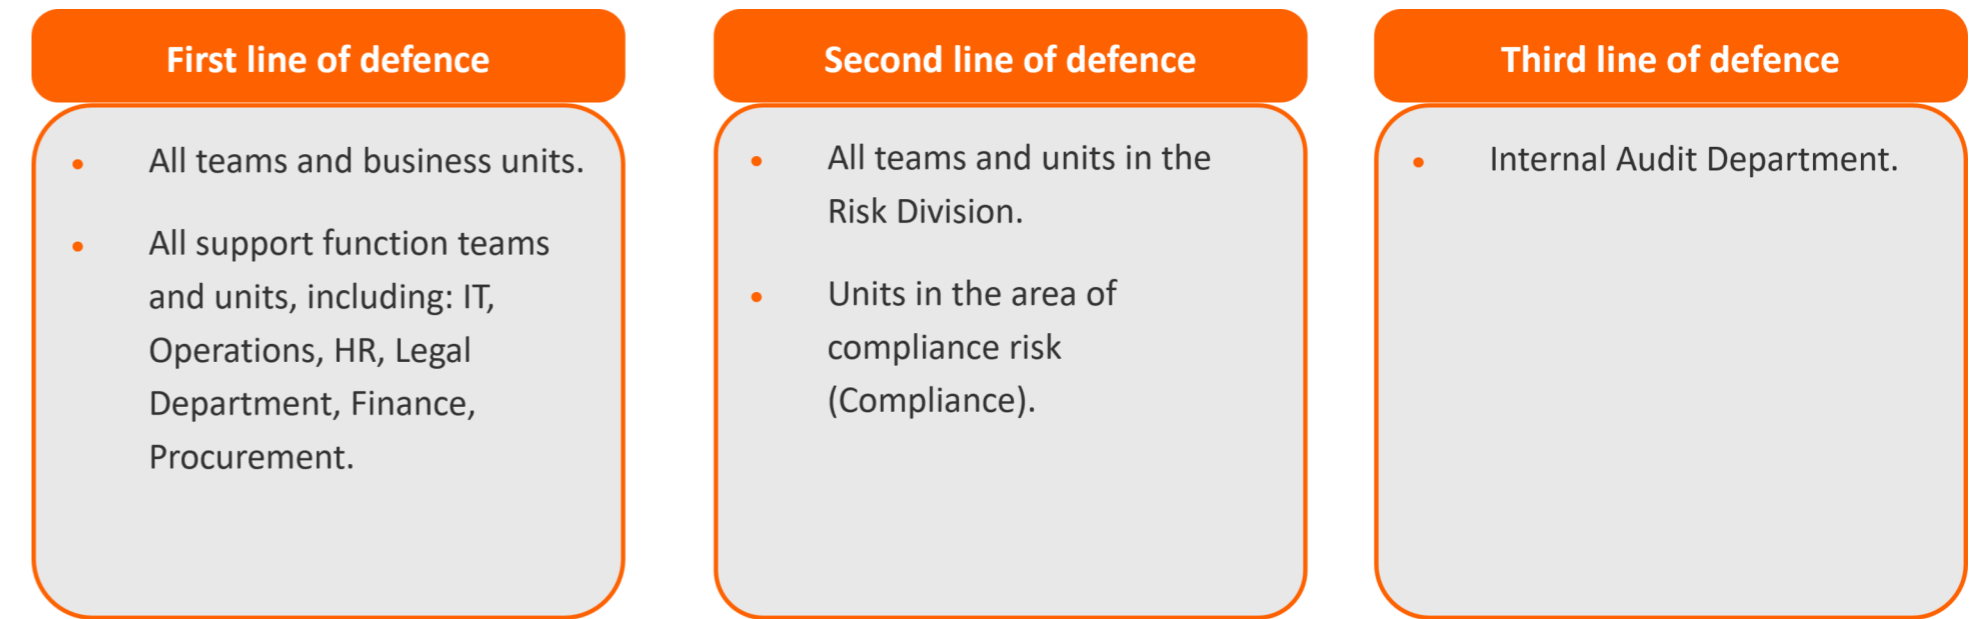 First line of defence
• All teams and business units.
• All support function teams
and units, including: IT,
Operations, HR, Legal
Department, Finance,
Procurement.
Second line of defence
• All teams and units in the
Risk Division.
• Units in the area of
compliance risk
(Compliance).
Third line of defence
• Internal Audit Department.